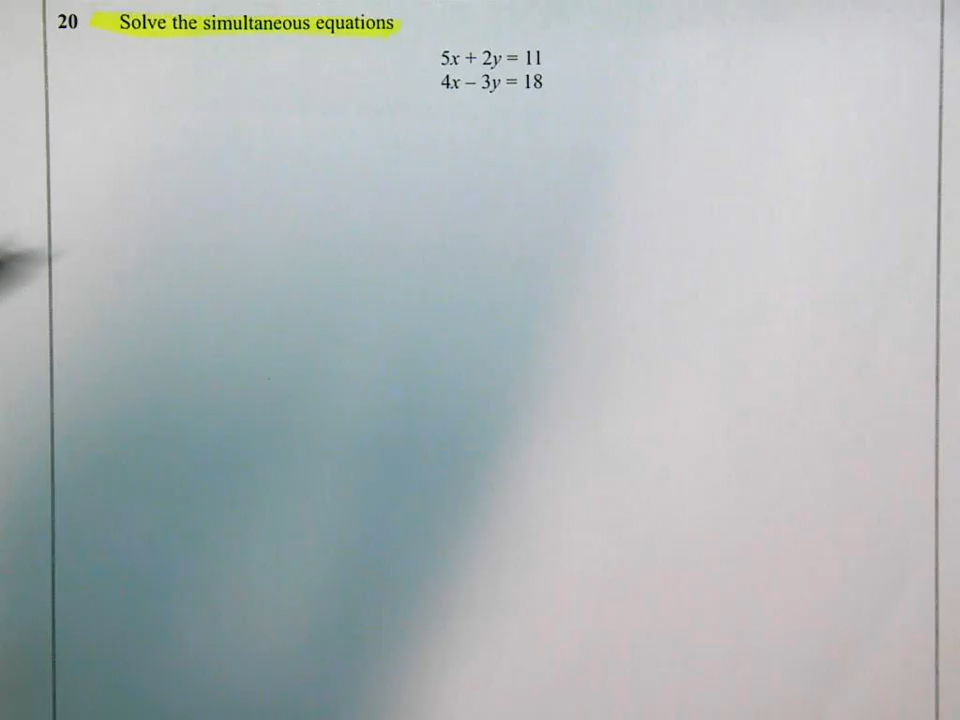 20 Solve the simultaneous equations
5x + 2y = 11
4x – 3y = 18